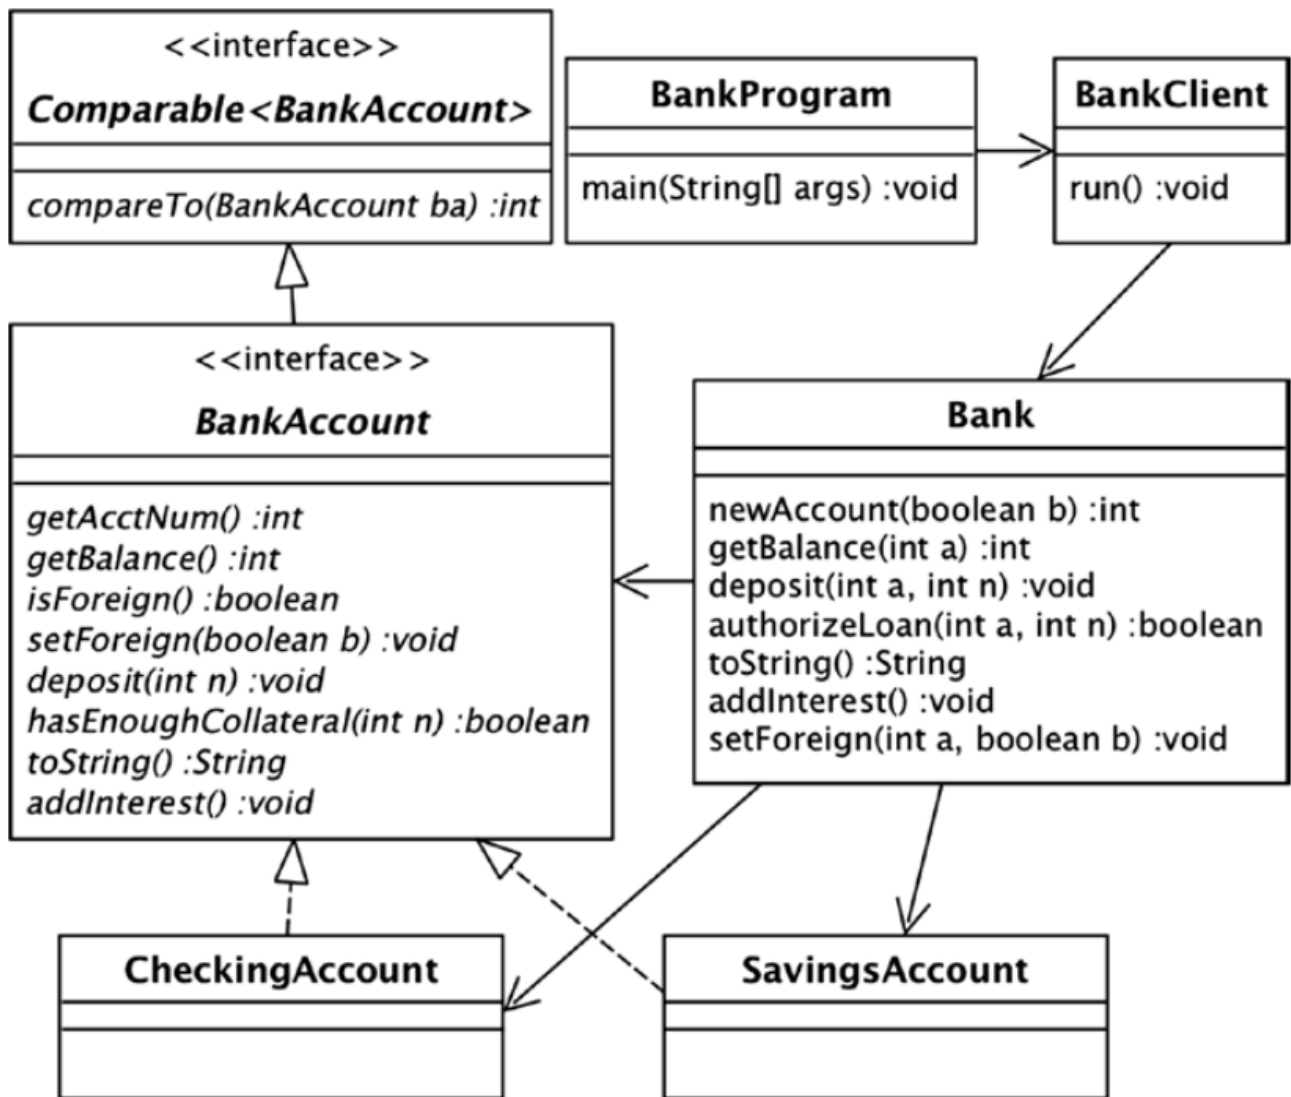 <<interface>>
Comparable<BankAccount>
compareTo(BankAccount ba) :int
BankProgram
main(String[] args) :void
BankClient
run() :void
<<interface>>
BankAccount
getAcctNum() :int
getBalance() :int
isForeign() :boolean
setForeign(boolean b) :void
deposit(int n) :void
hasEnoughCollateral(int n) :boolean
toString() :String
addInterest() :void
Bank
newAccount(boolean b) :int
getBalance(int a) :int
deposit(int a, int n) :void
authorizeLoan(int a, int n) :boolean
toString() :String
addInterest() :void
setForeign(int a, boolean b) :void
CheckingAccount
SavingsAccount